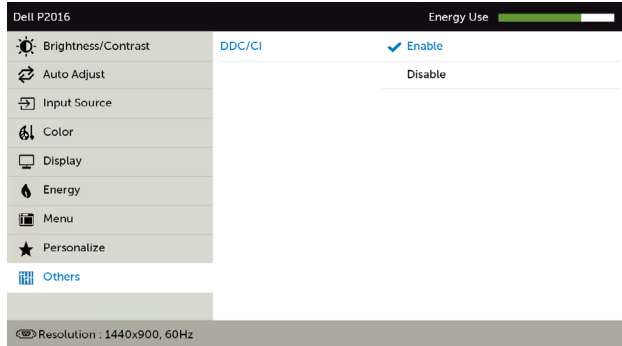 Dell P2016 Energy Use
Brightness/Contrast DDC/CI Enable
Auto Adjust Disable
Input Source
Color
Display
Energy
Menu
Personalize
Others
Resolution : 1440x900, 60Hz